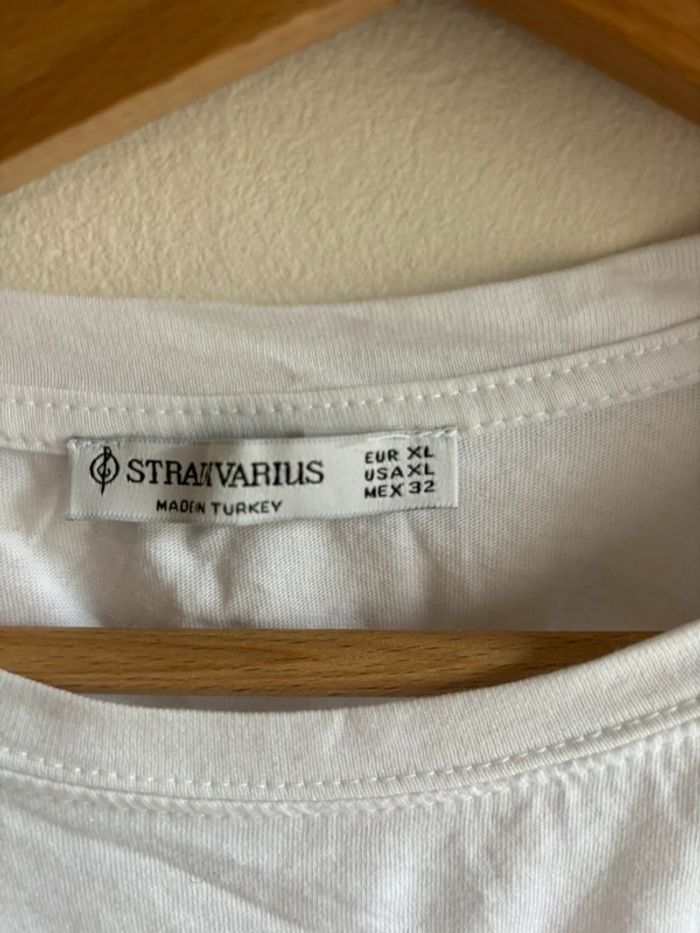 STRADIVARIUS
MADE IN TURKEY
EUR XL
USA XL
MEX 32